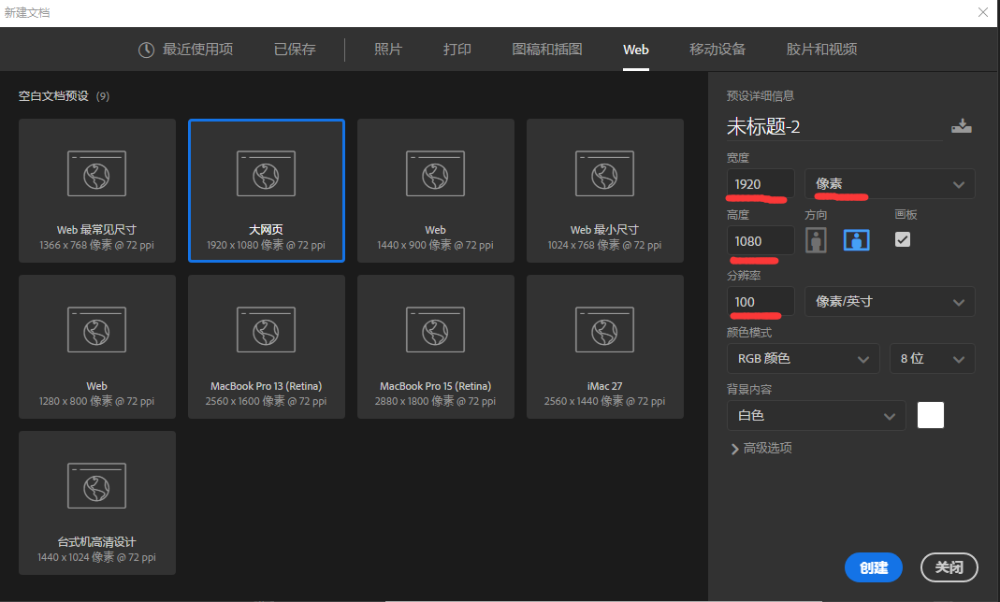 新建文档
最近使用项 已保存 照片 打印 图稿和插图 Web 移动设备 胶片和视频
空白文档预设 (9)
Web 最常见尺寸
1366 x 768 像素 @ 72 ppi
大网页
1920 x 1080 像素 @ 72 ppi
Web
1440 x 900 像素 @ 72 ppi
Web 最小尺寸
1024 x 768 像素 @ 72 ppi
Web
1280 x 800 像素 @ 72 ppi
MacBook Pro 13 (Retina)
2560 x 1600 像素 @ 72 ppi
MacBook Pro 15 (Retina)
2880 x 1800 像素 @ 72 ppi
iMac 27
2560 x 1440 像素 @ 72 ppi
台式机高清设计
1440 x 1024 像素 @ 72 ppi
预设详细信息
未标题-2
宽度
1920 像素
高度 方向 画板
1080
分辨率
100 像素/英寸
颜色模式
RGB 颜色 8 位
背景内容
白色
高级选项
创建 关闭